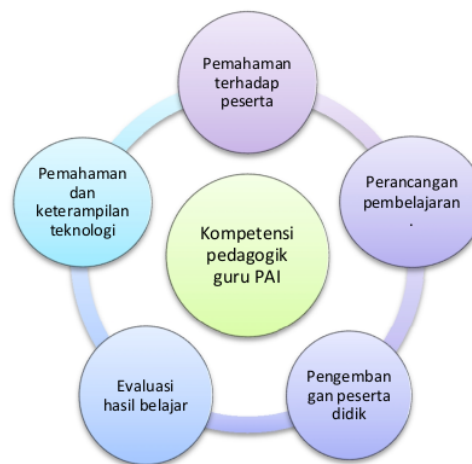 Pemahaman
terhadap
peserta
Perancangan
pembelajaran
.
Pengemban
gan peserta
didik
Evaluasi
hasil belajar
Pemahaman
dan
keterampilan
teknologi
Kompetensi
pedagogik
guru PAI